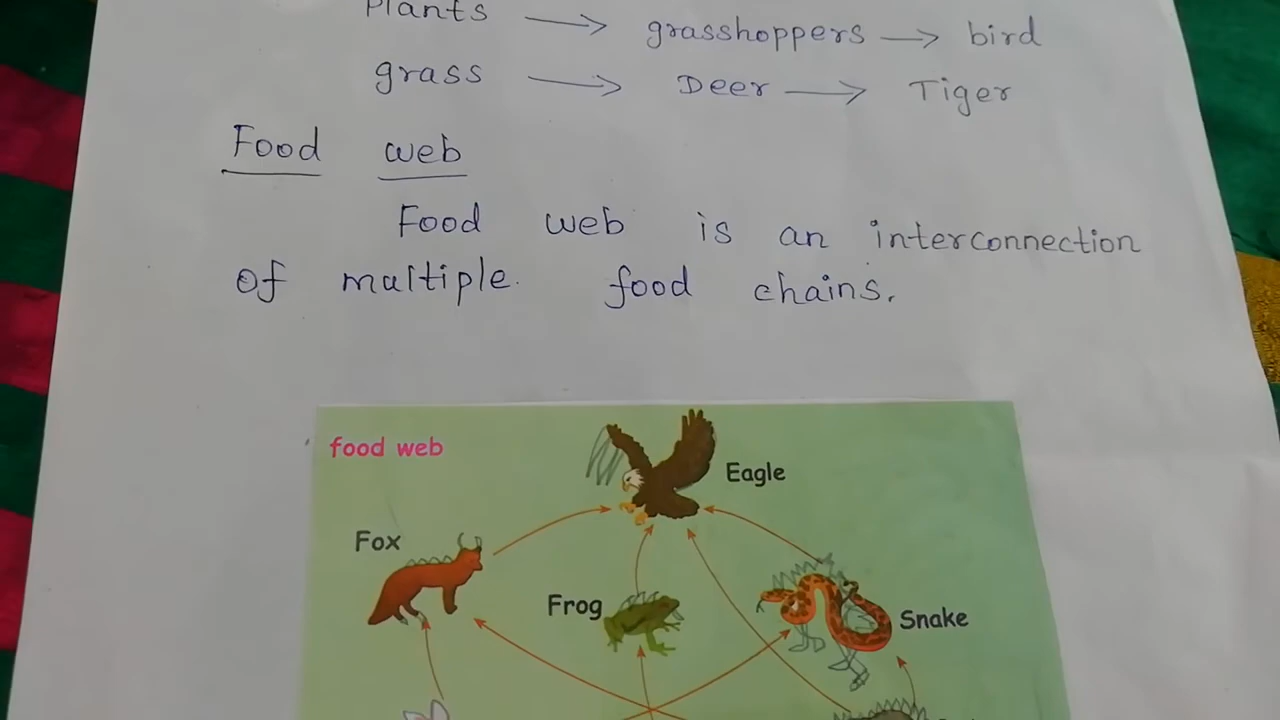 Plants → grasshoppers → bird
grass → Deer → Tiger
Food web
Food web is an interconnection
of multiple. food chains.
food web
Eagle
Fox
Frog
Snake